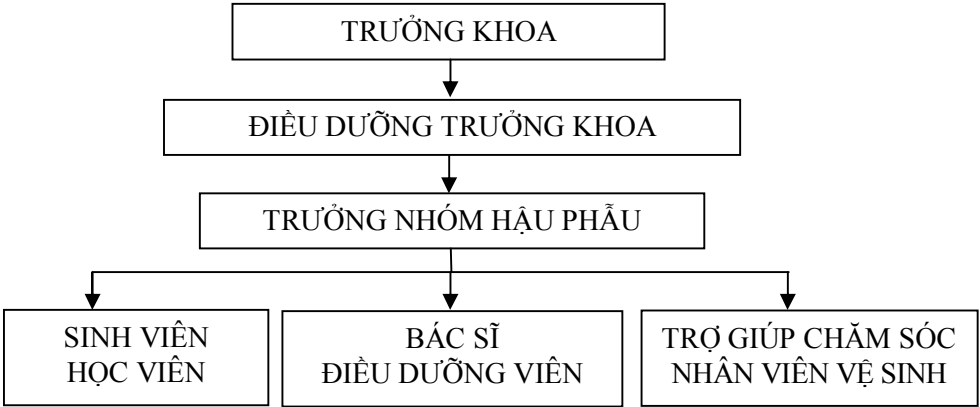 TRƯỞNG KHOA
ĐIỀU DƯỠNG TRƯỞNG KHOA
TRƯỞNG NHÓM HẬU PHẪU
SINH VIÊN
HỌC VIÊN
BÁC SĨ
ĐIỀU DƯỠNG VIÊN
TRỢ GIÚP CHĂM SÓC
NHÂN VIÊN VỆ SINH